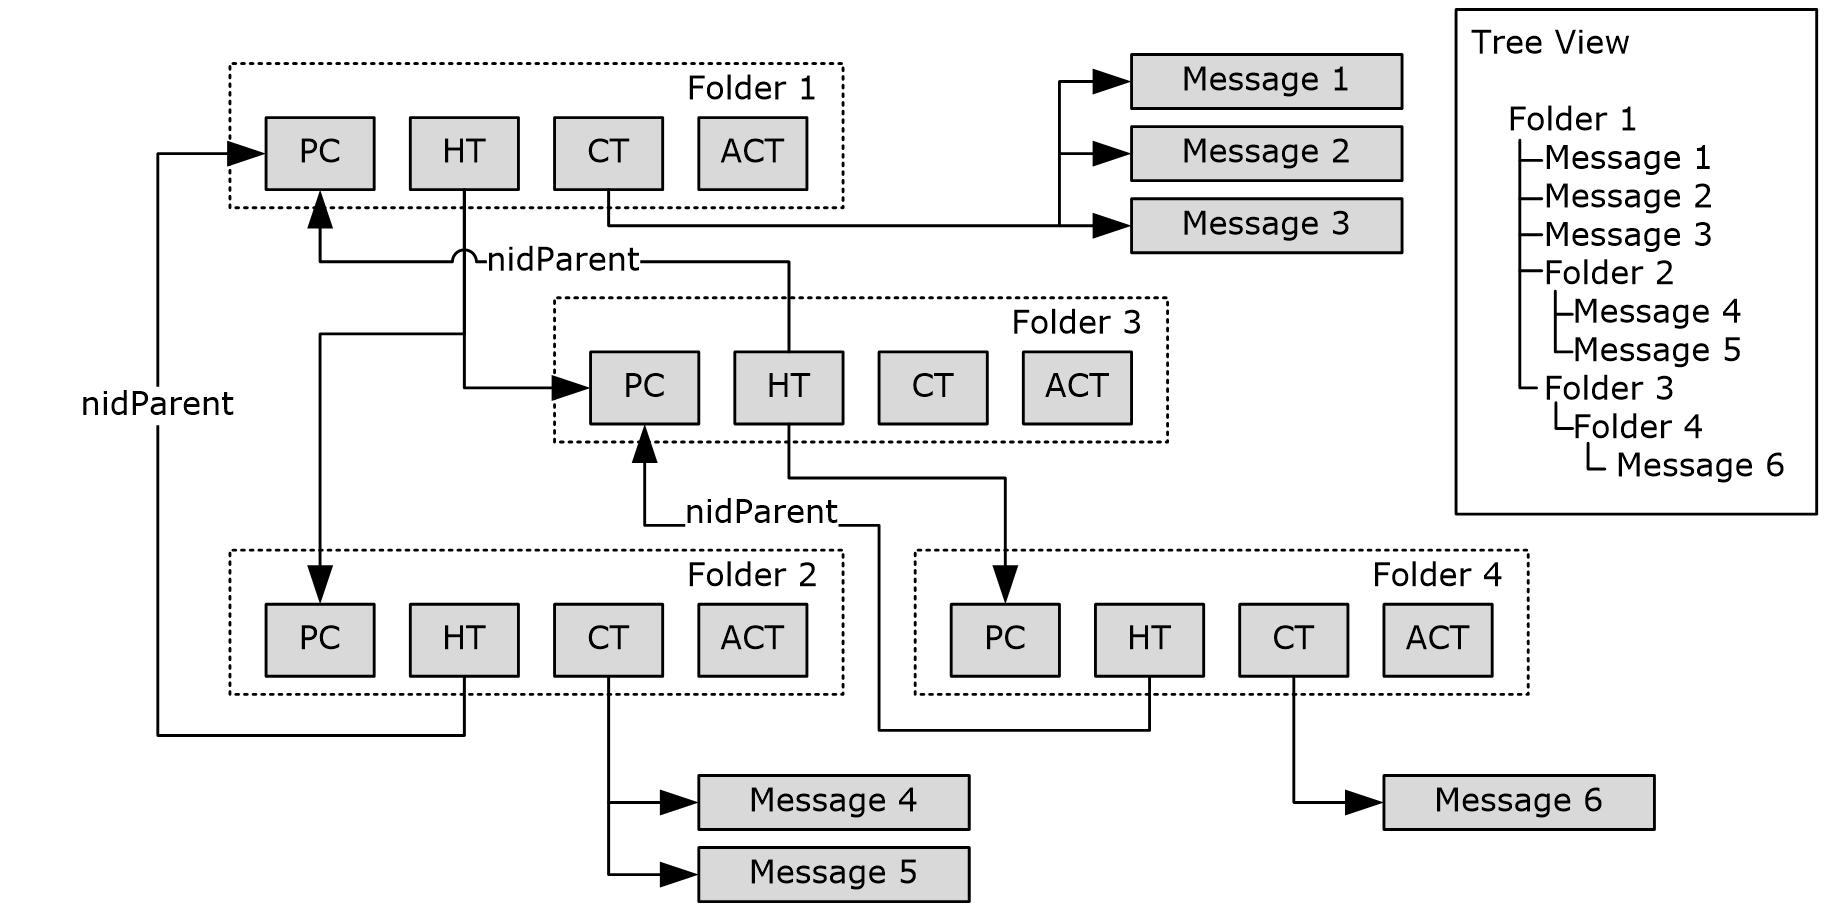 Folder 1
PC HT CT ACT
Message 1
Message 2
Message 3
nidParent
Folder 3
PC HT CT ACT
nidParent
nidParent
Folder 2
PC HT CT ACT
Folder 4
PC HT CT ACT
Message 4
Message 5
Message 6
Tree View
Folder 1
Message 1
Message 2
Message 3
Folder 2
Message 4
Message 5
Folder 3
Folder 4
Message 6